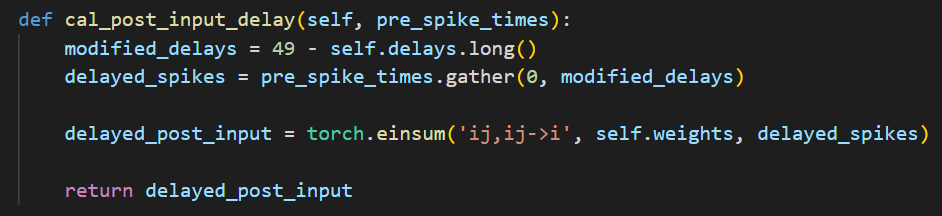 def cal_post_input_delay(self, pre_spike_times):
    modified_delays = 49 - self.delays.long()
    delayed_spikes = pre_spike_times.gather(0, modified_delays)

    delayed_post_input = torch.einsum('ij,ij->i', self.weights, delayed_spikes)

    return delayed_post_input